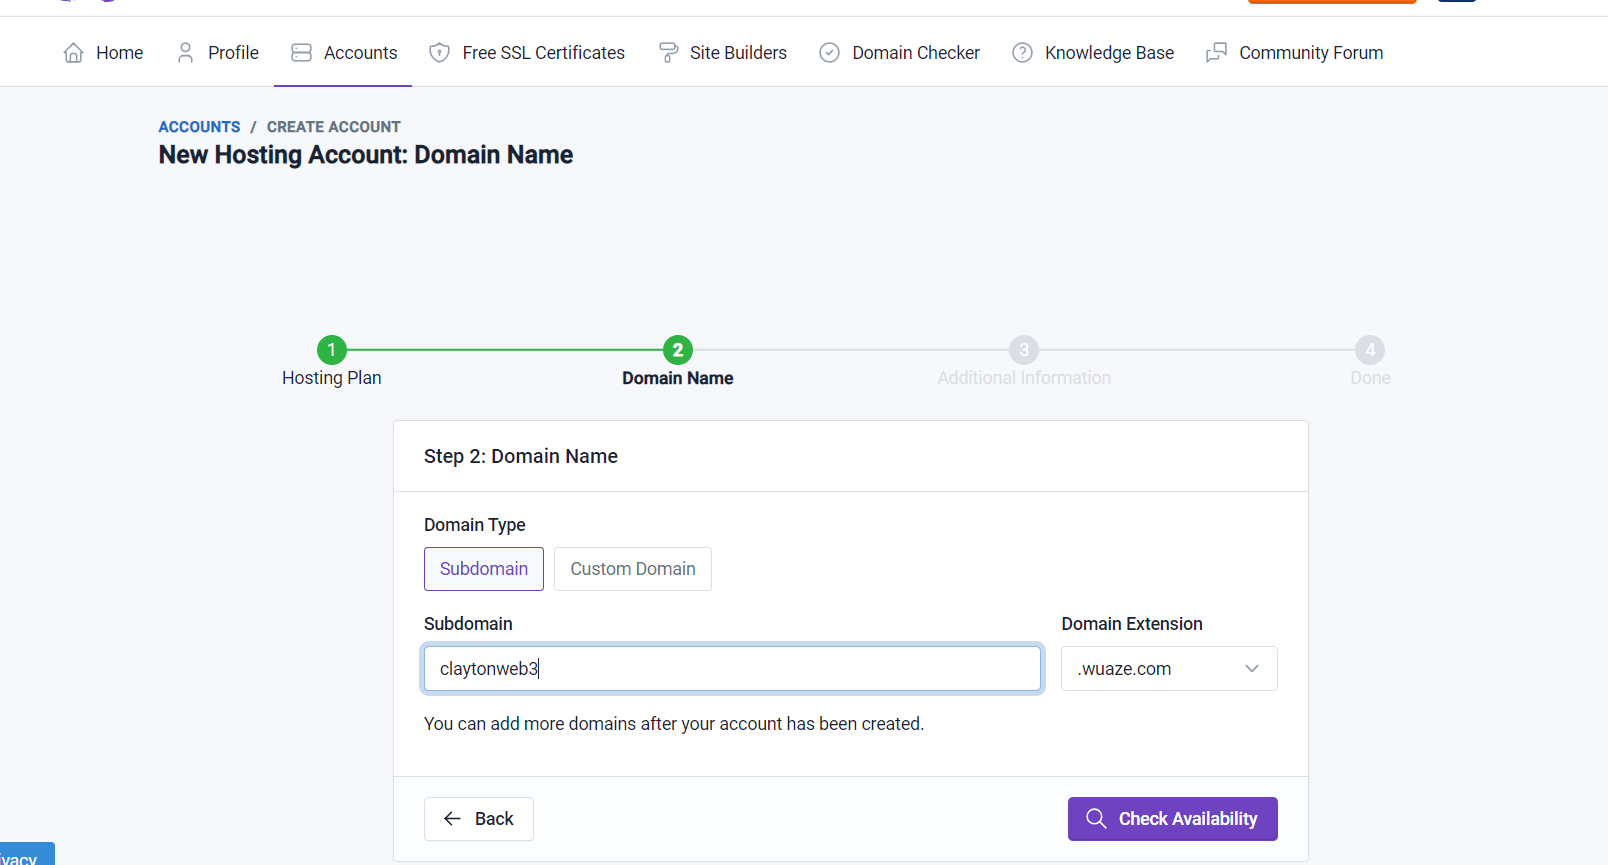 Home Profile Accounts Free SSL Certificates Site Builders Domain Checker Knowledge Base Community Forum
ACCOUNTS / CREATE ACCOUNT
New Hosting Account: Domain Name
1 2 3 4
Hosting Plan Domain Name Additional Information Done
Step 2: Domain Name
Domain Type
Subdomain Custom Domain
Subdomain Domain Extension
claytonweb3 .wuaze.com
You can add more domains after your account has been created.
Back Check Availability